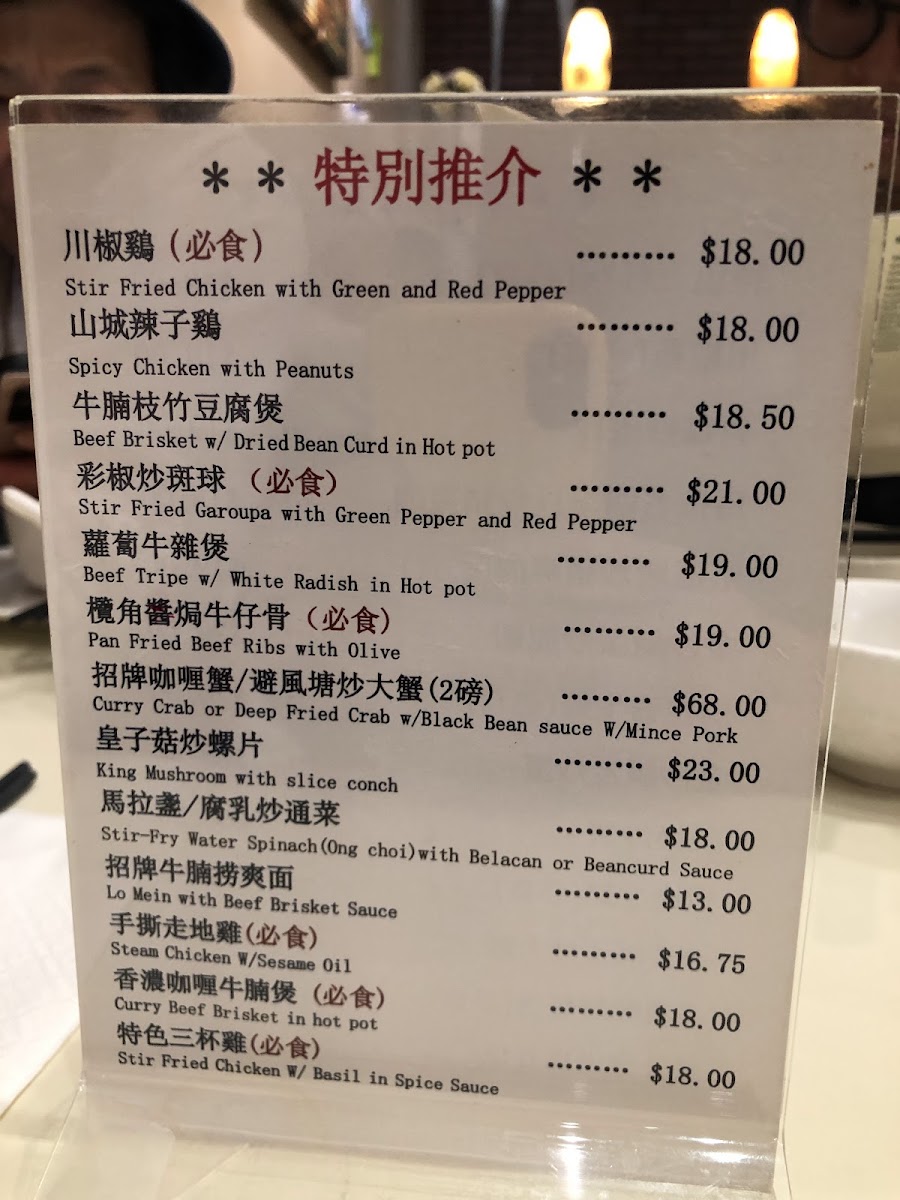 ＊＊特別推介＊＊
川椒鷄(必食) ......... $18.00
Stir Fried Chicken with Green and Red Pepper
山城辣子鷄 ......... $18.00
Spicy Chicken with Peanuts
牛腩枝竹豆腐煲 ......... $18.50
Beef Brisket w/ Dried Bean Curd in Hot pot
彩椒炒斑球 (必食) ......... $21.00
Stir Fried Garoupa with Green Pepper and Red Pepper
蘿蔔牛雜煲 ......... $19.00
Beef Tripe w/ White Radish in Hot pot
欖角醬焗牛仔骨 (必食) ......... $19.00
Pan Fried Beef Ribs with Olive
招牌咖喱蟹/避風塘炒大蟹(2磅) ......... $68.00
Curry Crab or Deep Fried Crab w/Black Bean sauce W/Mince Pork
皇子菇炒螺片 ......... $23.00
King Mushroom with slice conch
馬拉盞/腐乳炒通菜 ......... $18.00
Stir-Fry Water Spinach(Ong choi)with Belacan or Beancurd Sauce
招牌牛腩捞爽面 ......... $13.00
Lo Mein with Beef Brisket Sauce
手撕走地雞(必食) ......... $16.75
Steam Chicken W/Sesame Oil
香濃咖喱牛腩煲 (必食) ......... $18.00
Curry Beef Brisket in hot pot
特色三杯雞(必食) ......... $18.00
Stir Fried Chicken W/ Basil in Spice Sauce